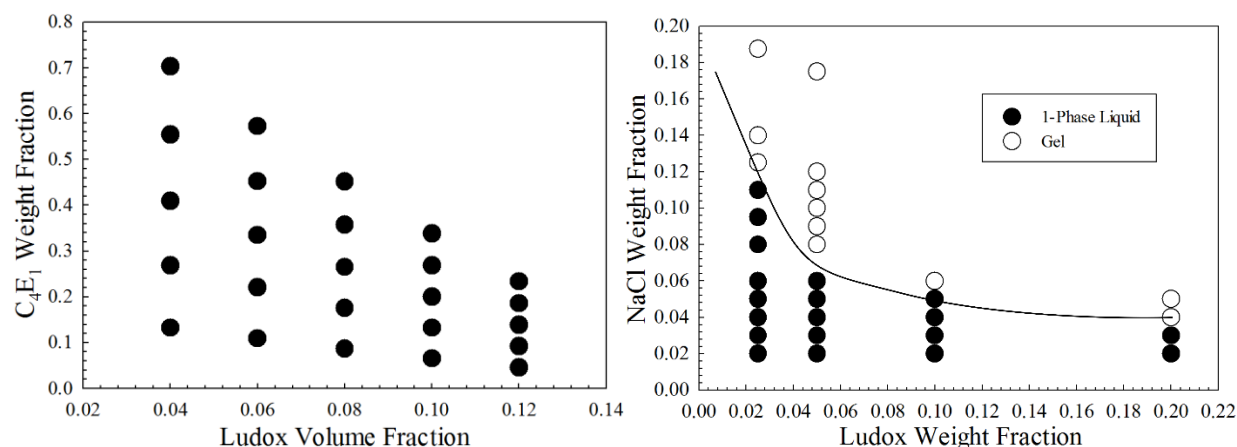 C₄E₁ Weight Fraction
0.8
0.7
0.6
0.5
0.4
0.3
0.2
0.1
0.0
0.02 0.04 0.06 0.08 0.10 0.12 0.14
Ludox Volume Fraction
NaCl Weight Fraction
0.20
0.18
0.16
0.14
0.12
0.10
0.08
0.06
0.04
0.02
0.00
1-Phase Liquid
Gel
0.00 0.02 0.04 0.06 0.08 0.10 0.12 0.14 0.16 0.18 0.20 0.22
Ludox Weight Fraction